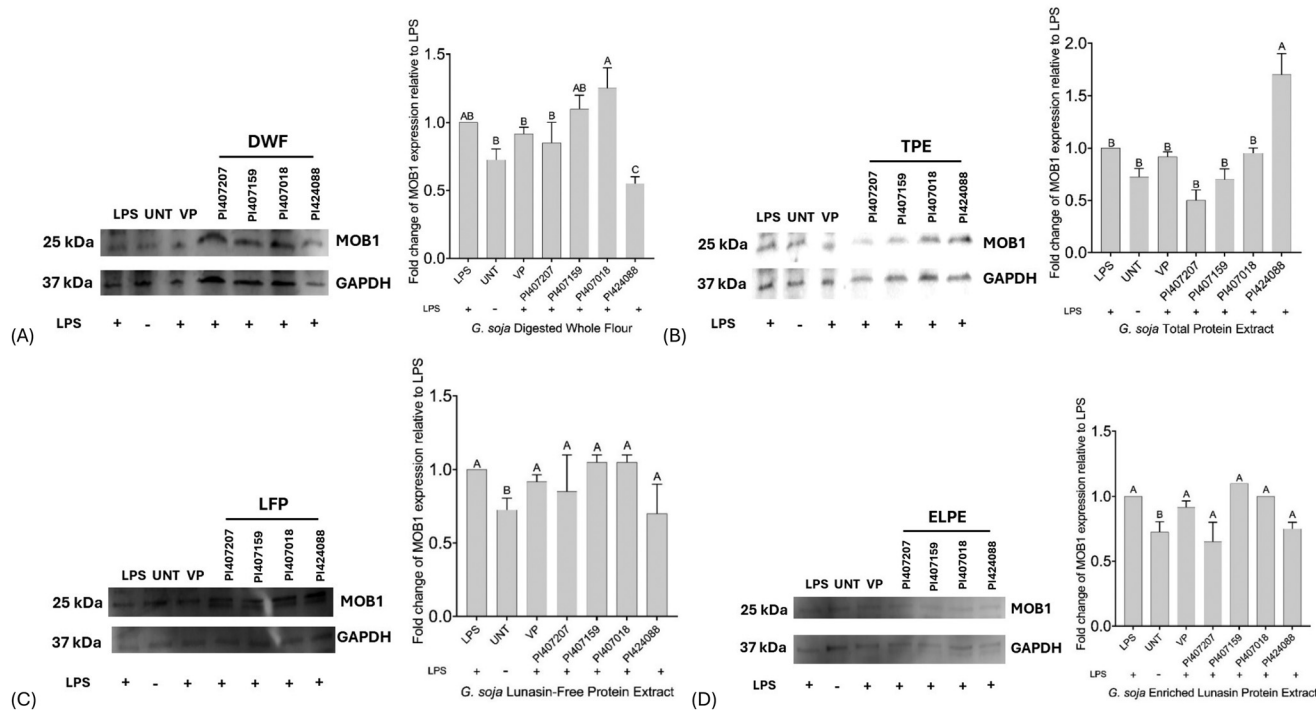 DWF
LPS UNT VP PI407207 PI407159 PI407018 PI424088
25 kDa MOB1
37 kDa GAPDH
LPS + - + + + + +
(A)
Fold change of MOB1 expression relative to LPS
1.5
1.0
0.5
0.0
AB B B B AB A C
LPS UNT VP PI407207 PI407159 PI407018 PI424088
LPS + - + + + + +
G. soja Digested Whole Flour
TPE
LPS UNT VP PI407207 PI407159 PI407018 PI424088
25 kDa MOB1
37 kDa GAPDH
LPS + - + + + + +
(B)
Fold change of MOB1 expression relative to LPS
2.0
1.5
1.0
0.5
0.0
B B B B B B A
LPS UNT VP PI407207 PI407159 PI407018 PI424088
LPS + - + + + + +
G. soja Total Protein Extract
LFP
LPS UNT VP PI407207 PI407159 PI407018 PI424088
25 kDa MOB1
37 kDa GAPDH
LPS + - + + + + +
(C)
Fold change of MOB1 expression relative to LPS
1.5
1.0
0.5
0.0
A B A A A A A
LPS UNT VP PI407207 PI407159 PI407018 PI424088
LPS + - + + + + +
G. soja Lunasin-Free Protein Extract
ELPE
LPS UNT VP PI407207 PI407159 PI407018 PI424088
25 kDa MOB1
37 kDa GAPDH
LPS + - + + + + +
(D)
Fold change of MOB1 expression relative to LPS
1.5
1.0
0.5
0.0
A B A A A A A
LPS UNT VP PI407207 PI407159 PI407018 PI424088
LPS + - + + + + +
G. soja Enriched Lunasin Protein Extract